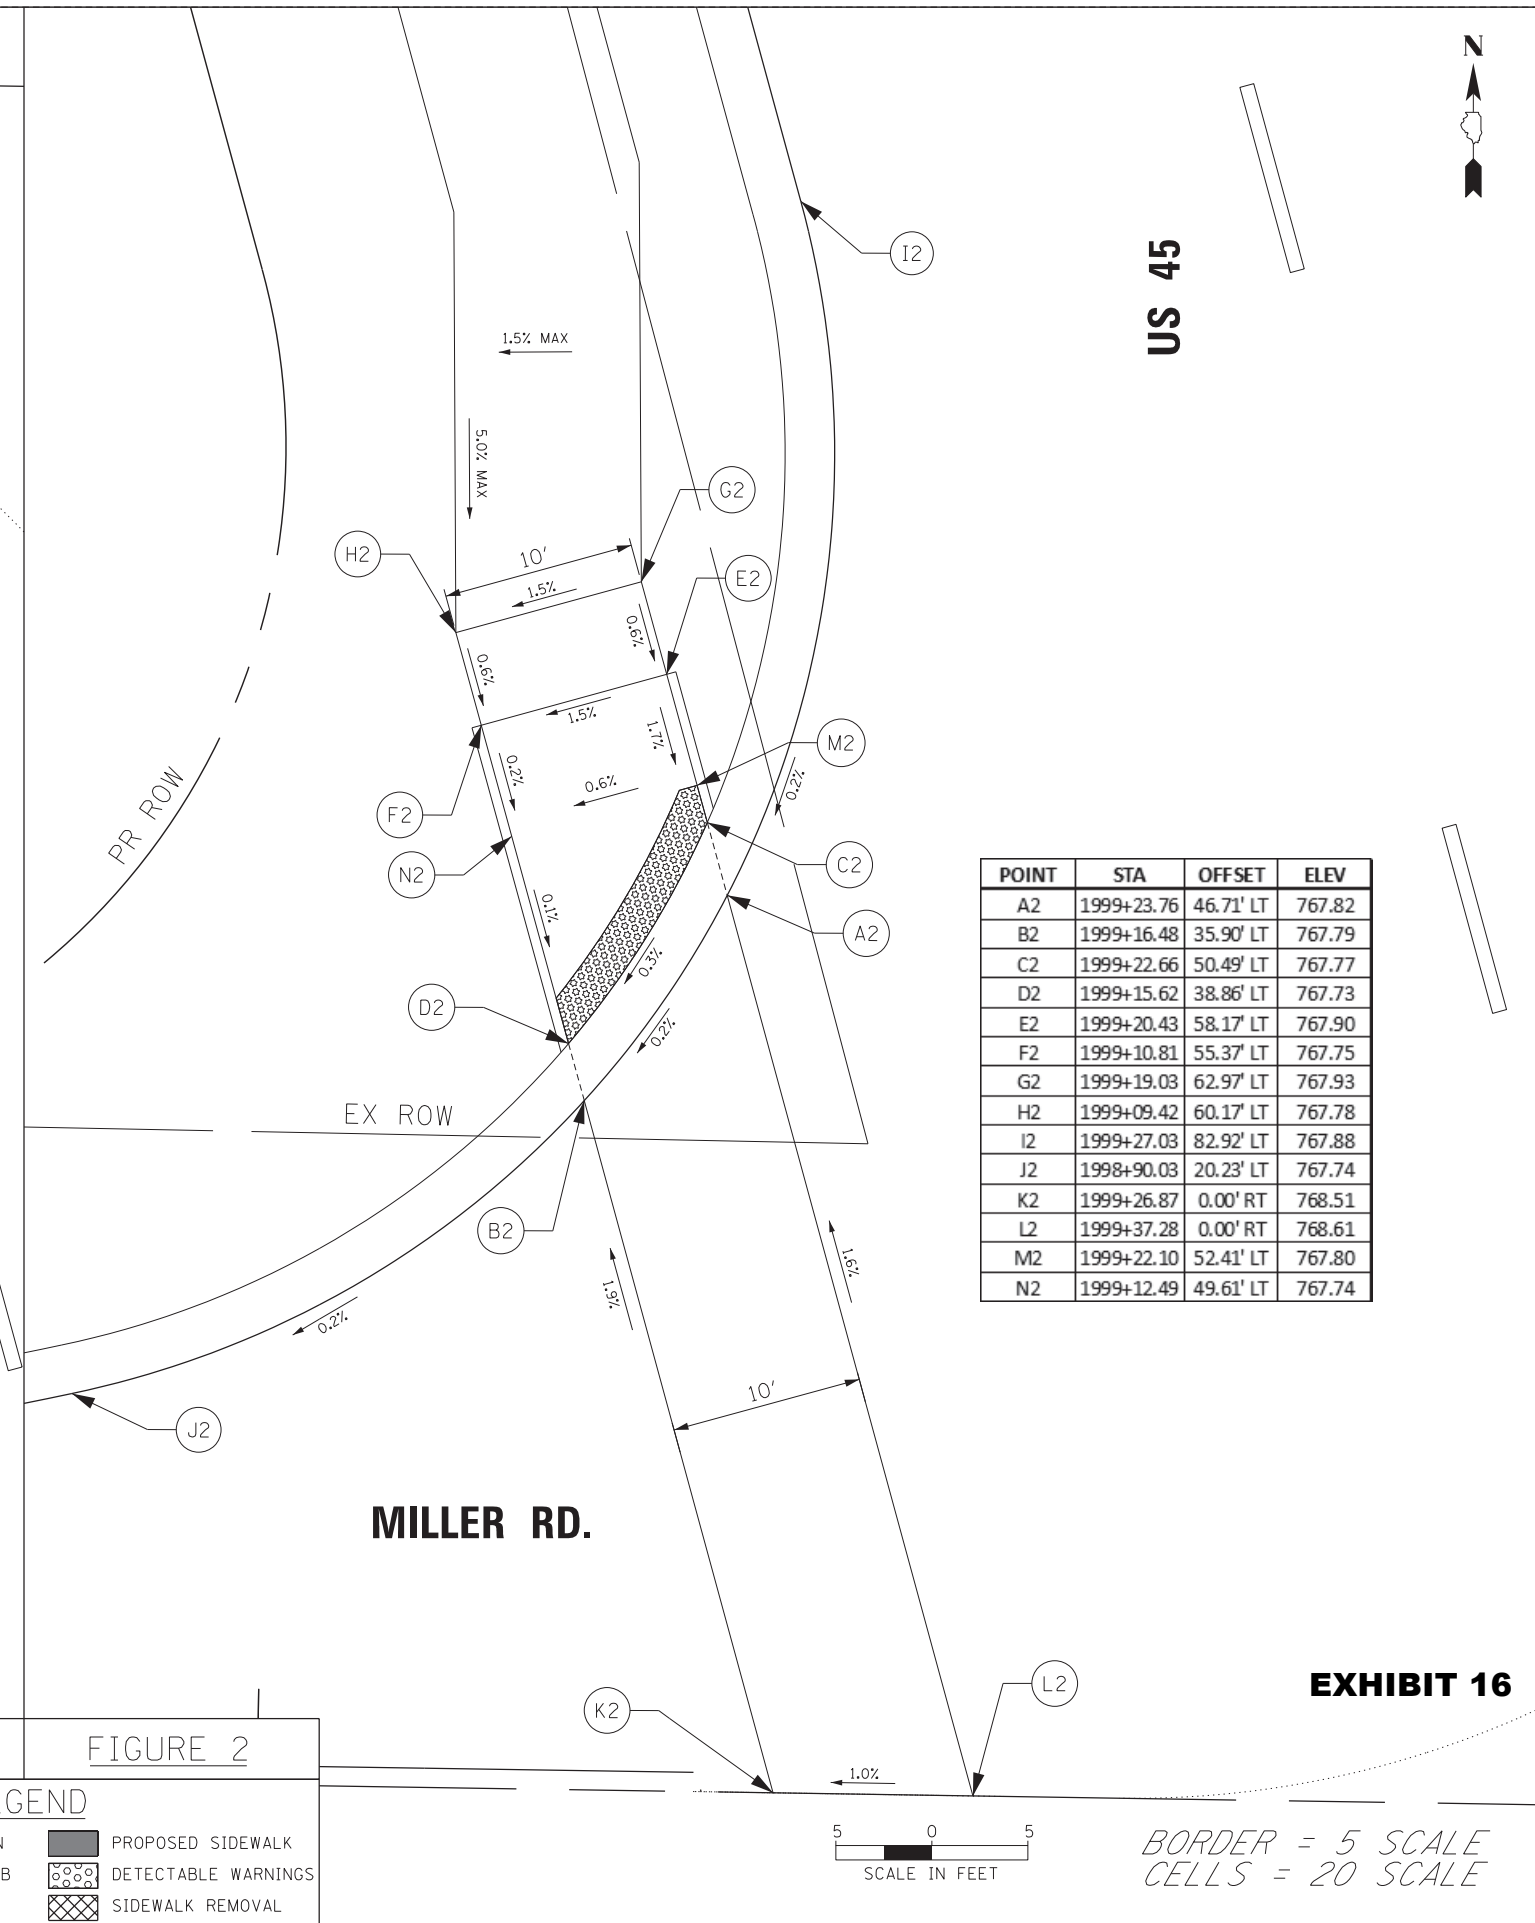 N
I2
US 45
1.5% MAX
5.0% MAX
G2
H2
10'
1.5%
E2
0.6%
0.6%
1.5%
1.7%
M2
0.2%
0.6%
0.2%
PR ROW
F2
N2
C2
0.1%
A2
0.3%
D2
0.2%
EX ROW
B2
1.6%
1.9%
0.2%
10'
J2
POINT STA OFFSET ELEV
A2 1999+23.76 46.71' LT 767.82
B2 1999+16.48 35.90' LT 767.79
C2 1999+22.66 50.49' LT 767.77
D2 1999+15.62 38.86' LT 767.73
E2 1999+20.43 58.17' LT 767.90
F2 1999+10.81 55.37' LT 767.75
G2 1999+19.03 62.97' LT 767.93
H2 1999+09.42 60.17' LT 767.78
I2 1999+27.03 82.92' LT 767.88
J2 1998+90.03 20.23' LT 767.74
K2 1999+26.87 0.00' RT 768.51
L2 1999+37.28 0.00' RT 768.61
M2 1999+22.10 52.41' LT 767.80
N2 1999+12.49 49.61' LT 767.74
MILLER RD.
L2
EXHIBIT 16
K2
1.0%
FIGURE 2
GEND
PROPOSED SIDEWALK
B DETECTABLE WARNINGS
SIDEWALK REMOVAL
5 0 5
SCALE IN FEET
BORDER = 5 SCALE
CELLS = 20 SCALE